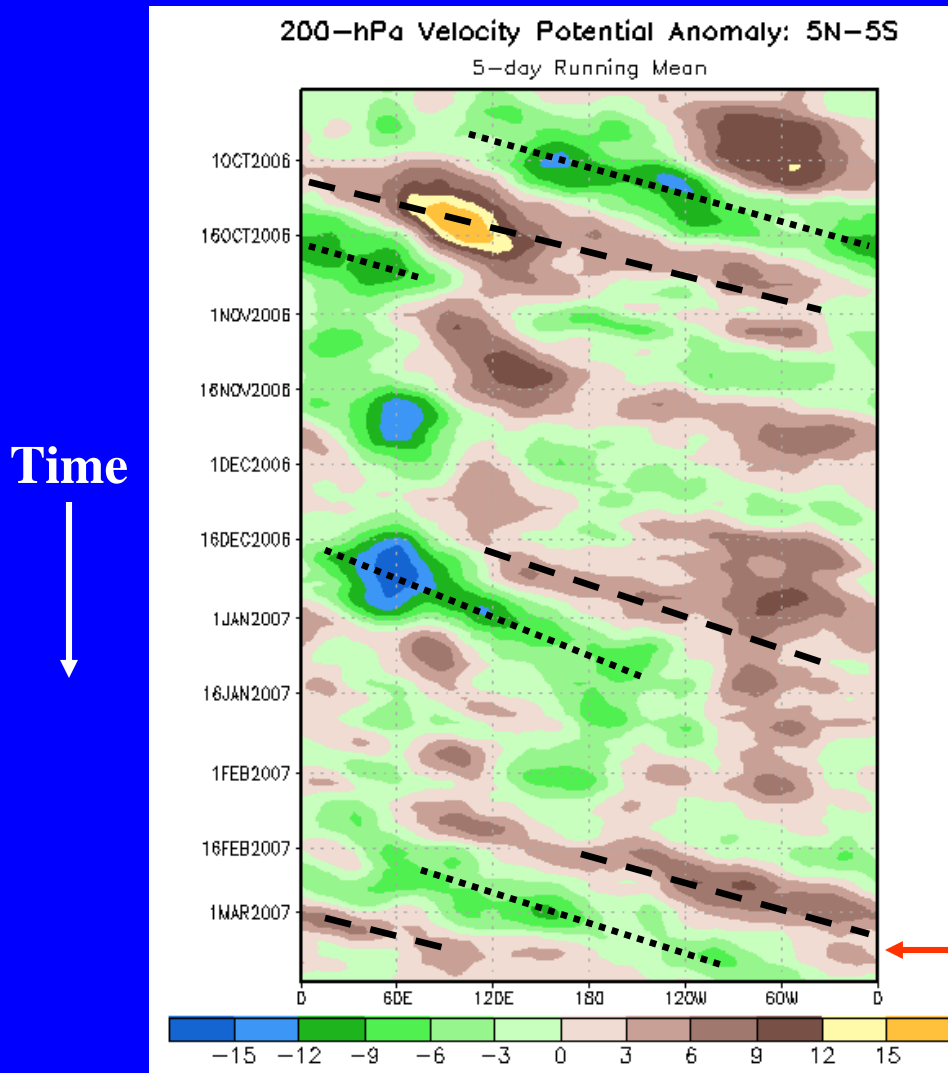 200-hPa Velocity Potential Anomaly: 5N-5S
5-day Running Mean
Time
1OCT2006
16OCT2006
1NOV2006
16NOV2006
1DEC2006
16DEC2006
1JAN2007
16JAN2007
1FEB2007
16FEB2007
1MAR2007
0 60E 120E 180 120W 60W 0
-15 -12 -9 -6 -3 0 3 6 9 12 15